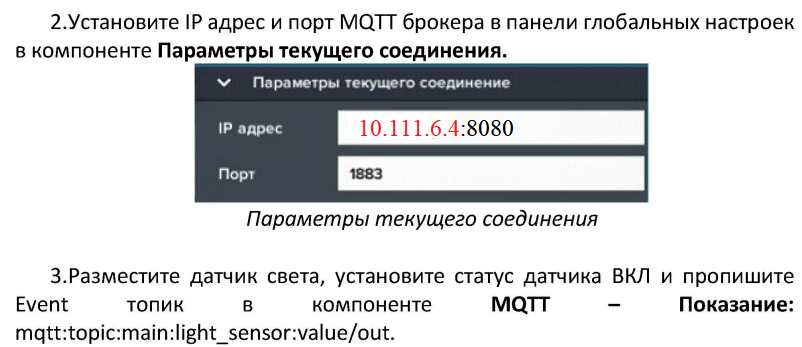 2.Установите IP адрес и порт MQTT брокера в панели глобальных настроек
в компоненте Параметры текущего соединения.
Параметры текущего соединение
IP адрес
10.111.6.4:8080
Порт
1883
Параметры текущего соединения
3.Разместите датчик света, установите статус датчика ВКЛ и пропишите
Event топик в компоненте MQTT – Показание:
mqtt:topic:main:light_sensor:value/out.